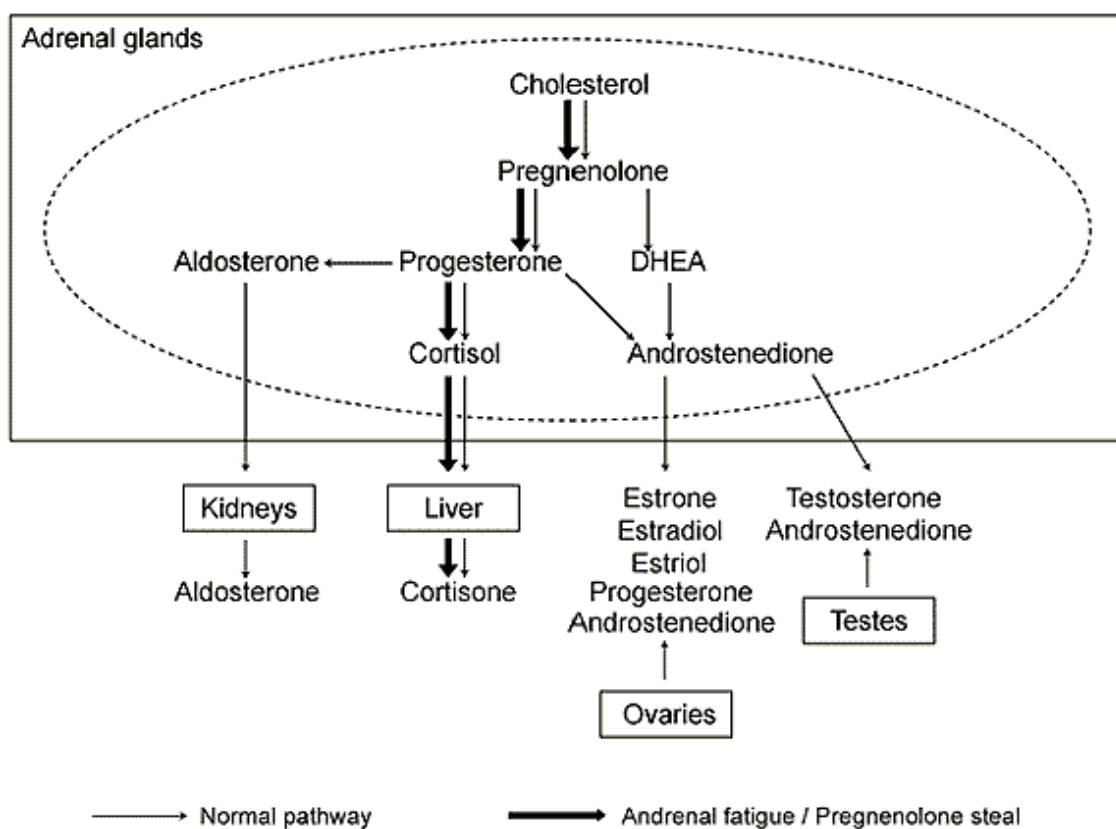 Adrenal glands
Cholesterol
Pregnenolone
Aldosterone
Progesterone
DHEA
Cortisol
Androstenedione
Kidneys
Liver
Estrone
Estradiol
Estriol
Progesterone
Androstenedione
Testosterone
Androstenedione
Aldosterone
Cortisone
Testes
Ovaries
Normal pathway
Andrenal fatigue / Pregnenolone steal